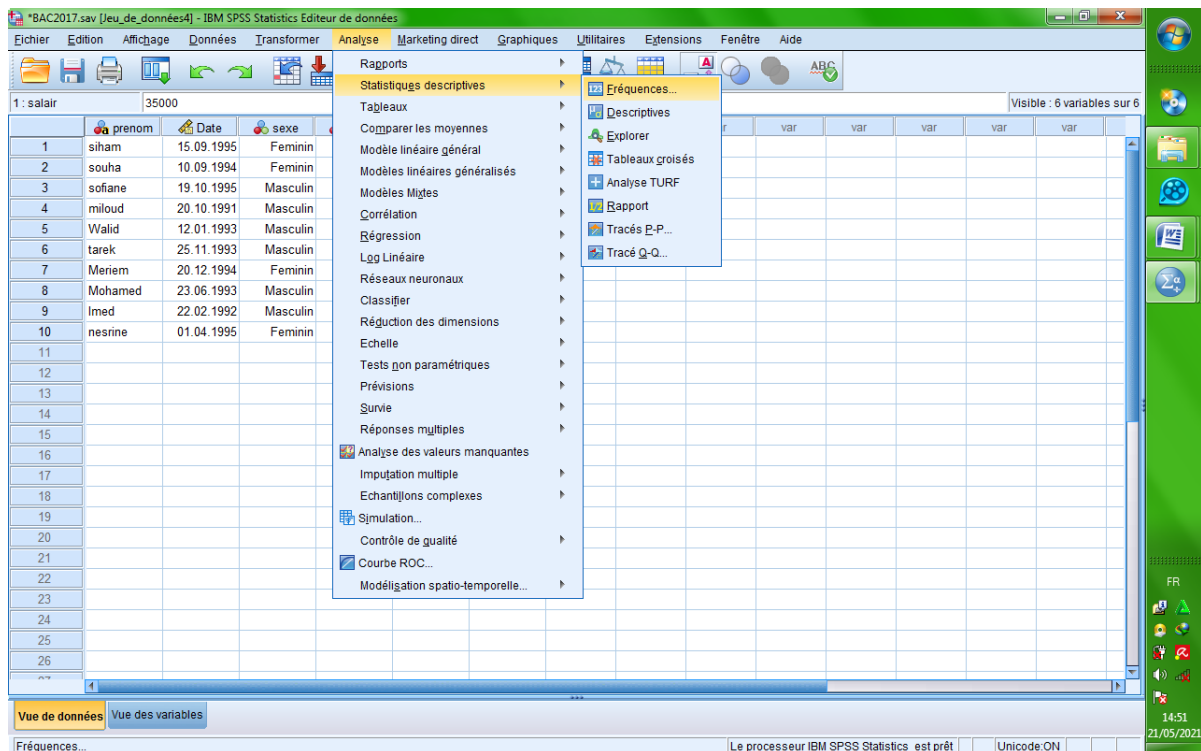 *BAC2017.sav [Jeu_de_données4] - IBM SPSS Statistics Editeur de données
Eichier Edition Affichage Données Transformer Analyse Marketing direct Graphiques Utilitaires Extensions Fenêtre Aide
1 : salair 35000 Visible : 6 variables sur 6
prenom Date sexe var var var var var
1 siham 15.09.1995 Feminin
2 souha 10.09.1994 Feminin
3 sofiane 19.10.1995 Masculin
4 miloud 20.10.1991 Masculin
5 Walid 12.01.1993 Masculin
6 tarek 25.11.1993 Masculin
7 Meriem 20.12.1994 Feminin
8 Mohamed 23.06.1993 Masculin
9 Imed 22.02.1992 Masculin
10 nesrine 01.04.1995 Feminin
11
12
13
14
15
16
17
18
19
20
21
22
23
24
25
26
Rapports
Statistiques descriptives
Tableaux
Comparer les moyennes
Modèle linéaire général
Modèles linéaires généralisés
Modèles Mixtes
Corrélation
Régression
Log Linéaire
Réseaux neuronaux
Classifier
Réduction des dimensions
Echelle
Tests non paramétriques
Prévisions
Survie
Réponses multiples
Analyse des valeurs manquantes
Imputation multiple
Echantillons complexes
Simulation...
Contrôle de qualité
Courbe ROC...
Modélisation spatio-temporelle...
123 Fréquences...
Descriptives
Explorer
Tableaux croisés
Analyse TURF
Rapport
Tracés P-P...
Tracé Q-Q...
Vue de données Vue des variables
Fréquences... Le processeur IBM SPSS Statistics est prêt Unicode:ON
FR
14:51
21/05/2021